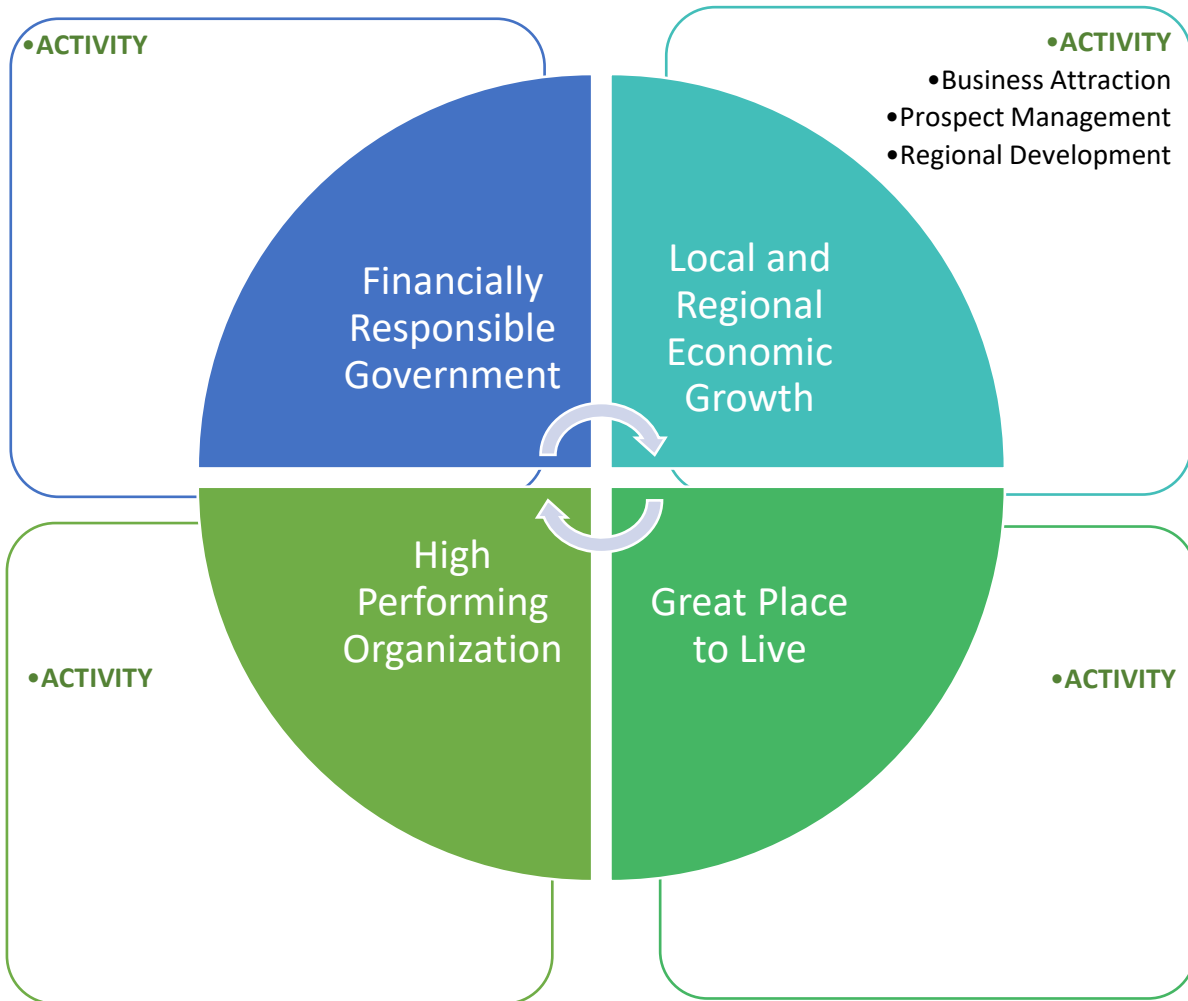 •ACTIVITY
•ACTIVITY
•Business Attraction
•Prospect Management
•Regional Development
Financially
Responsible
Government
Local and
Regional
Economic
Growth
High
Performing
Organization
Great Place
to Live
•ACTIVITY
•ACTIVITY